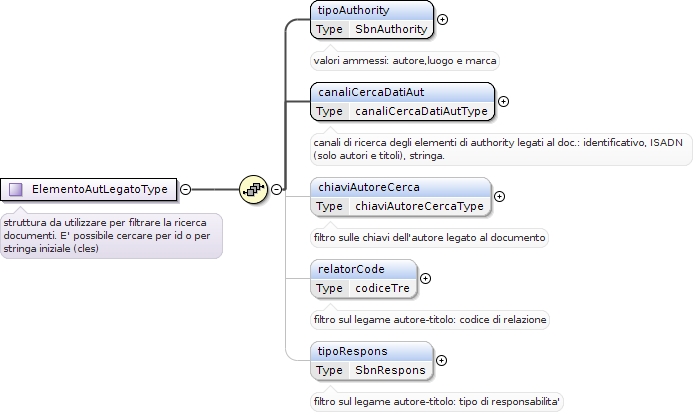 tipoAuthority
Type SbnAuthority
valori ammessi: autore,luogo e marca
canaliCercaDatiAut
Type canaliCercaDatiAutType
canali di ricerca degli elementi di authority legati al doc.: identificativo, ISADN
(solo autori e titoli), stringa.
ElementoAutLegatoType
struttura da utilizzare per filtrare la ricerca
documenti. E' possibile cercare per id o per
stringa iniziale (cles)
chiaviAutoreCerca
Type chiaviAutoreCercaType
filtro sulle chiavi dell'autore legato al documento
relatorCode
Type codiceTre
filtro sul legame autore-titolo: codice di relazione
tipoRespons
Type SbnRespons
filtro sul legame autore-titolo: tipo di responsabilita'